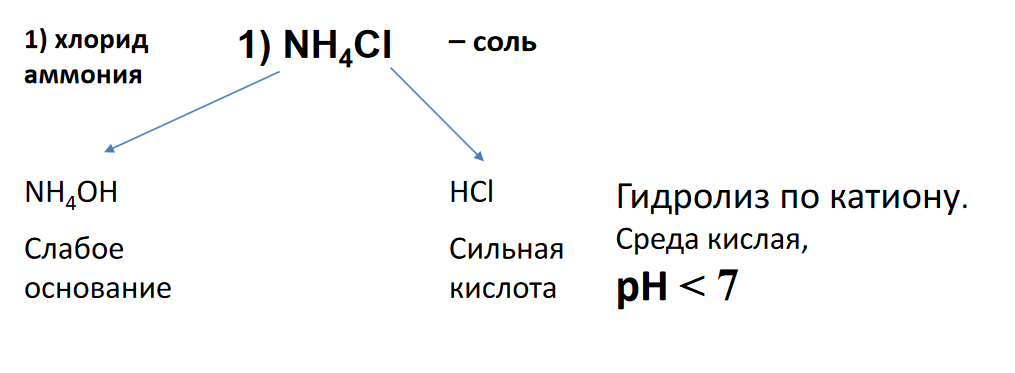 1) хлорид
аммония
1) NH₄Cl
– соль
NH₄OH
Слабое
основание
HCl
Сильная
кислота
Гидролиз по катиону.
Среда кислая,
pH < 7